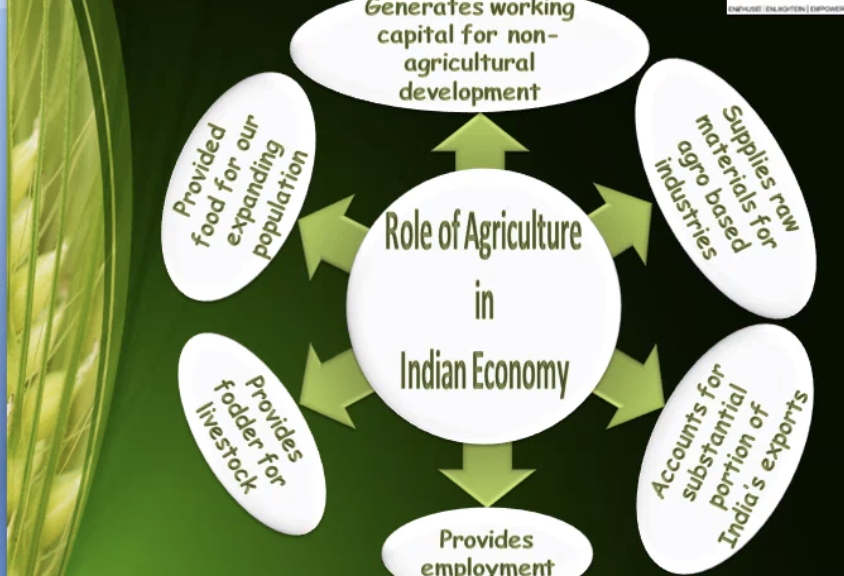 ENTHUSE | ENLIGHTEN | EMPOWER
Generates working
capital for non-
agricultural
development
Supplies raw
materials for
agro based
industries
Accounts for
substantial
portion of
India's exports
Provides
employment
Provides
fodder for
livestock
Provided
food for our
expanding
population
Role of Agriculture
in
Indian Economy